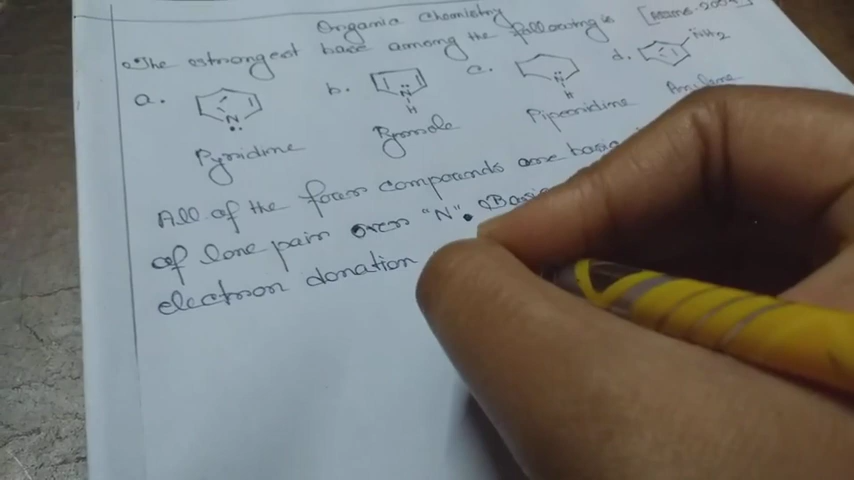 Organic Chemistry
The strongest base among the following is
a. N b. N H c. N H d. NH2
Pyridine Pyrrole Piperidine Aniline
All of the four compounds are basic
of lone pair over "N". Basic
electron donation